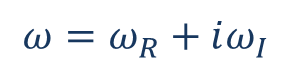 ω = ω_R + iω_I